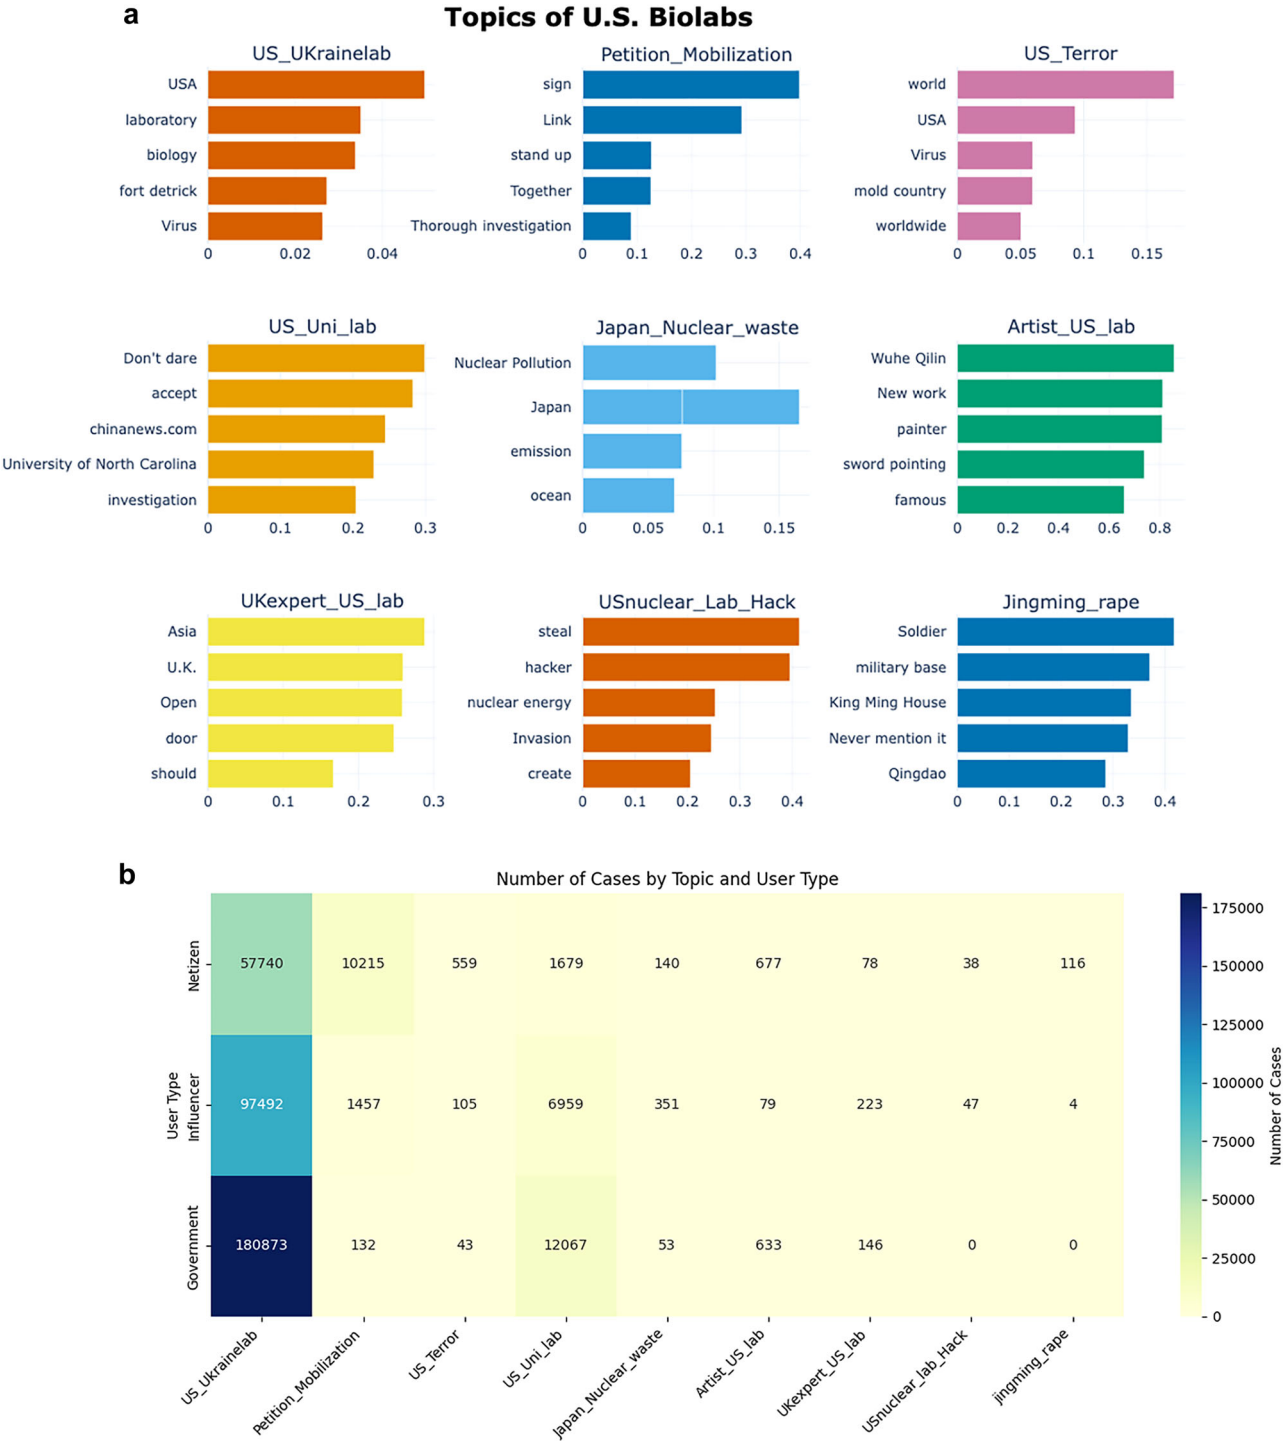 a
Topics of U.S. Biolabs
US_UKrainelab
USA
laboratory
biology
fort detrick
Virus
0 0.02 0.04
Petition_Mobilization
sign
Link
stand up
Together
Thorough investigation
0 0.1 0.2 0.3 0.4
US_Terror
world
USA
Virus
mold country
worldwide
0 0.05 0.1 0.15
US_Uni_lab
Don't dare
accept
chinanews.com
University of North Carolina
investigation
0 0.1 0.2 0.3
Japan_Nuclear_waste
Nuclear Pollution
Japan
emission
ocean
0 0.05 0.1 0.15
Artist_US_lab
Wuhe Qilin
New work
painter
sword pointing
famous
0 0.2 0.4 0.6 0.8
UKexpert_US_lab
Asia
U.K.
Open
door
should
0 0.1 0.2 0.3
USnuclear_Lab_Hack
steal
hacker
nuclear energy
Invasion
create
0 0.1 0.2 0.3 0.4
Jingming_rape
Soldier
military base
King Ming House
Never mention it
Qingdao
0 0.1 0.2 0.3 0.4
b
Number of Cases by Topic and User Type
User Type
Netizen
57740 10215 559 1679 140 677 78 38 116
Influencer
97492 1457 105 6959 351 79 223 47 4
Government
180873 132 43 12067 53 633 146 0 0
US_Ukrainelab
Petition_Mobilization
US_Terror
US_Uni_lab
Japan_Nuclear_waste
Artist_US_lab
UKexpert_US_lab
USnuclear_lab_Hack
jingming_rape
175000
150000
125000
100000
75000
50000
25000
0
Number of Cases